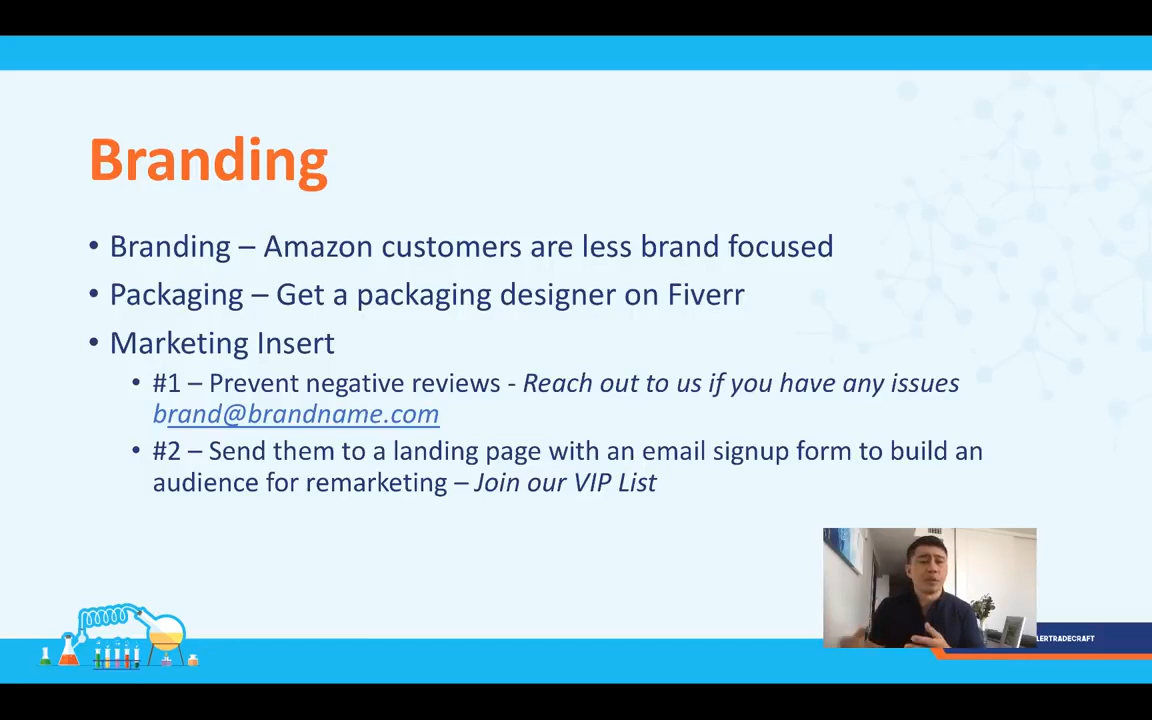 Branding
• Branding – Amazon customers are less brand focused
• Packaging – Get a packaging designer on Fiverr
• Marketing Insert
• #1 – Prevent negative reviews - Reach out to us if you have any issues
brand@brandname.com
• #2 – Send them to a landing page with an email signup form to build an
audience for remarketing – Join our VIP List
LERTRADECRAFT